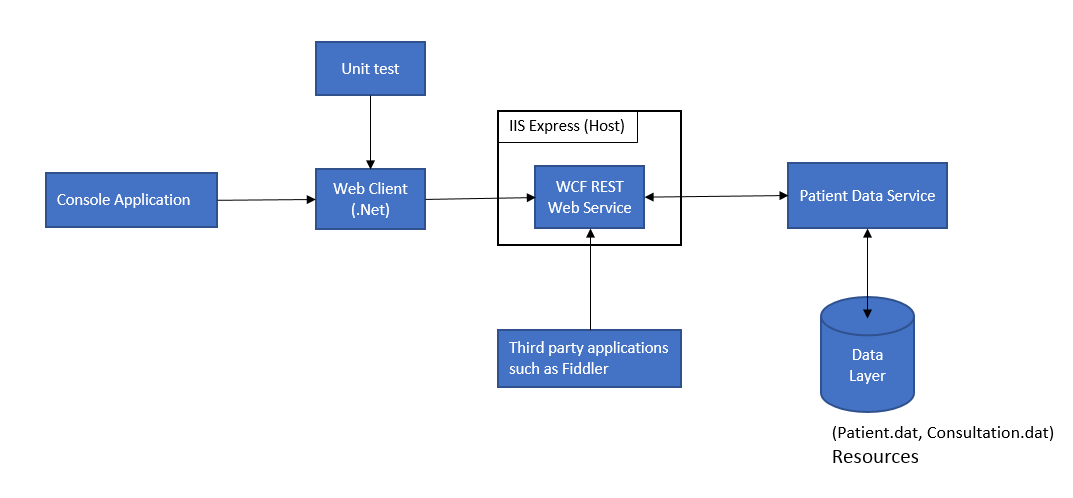 Unit test
IIS Express (Host)
Console Application
Web Client
(.Net)
WCF REST
Web Service
Patient Data Service
Third party applications
such as Fiddler
Data
Layer
(Patient.dat, Consultation.dat)
Resources